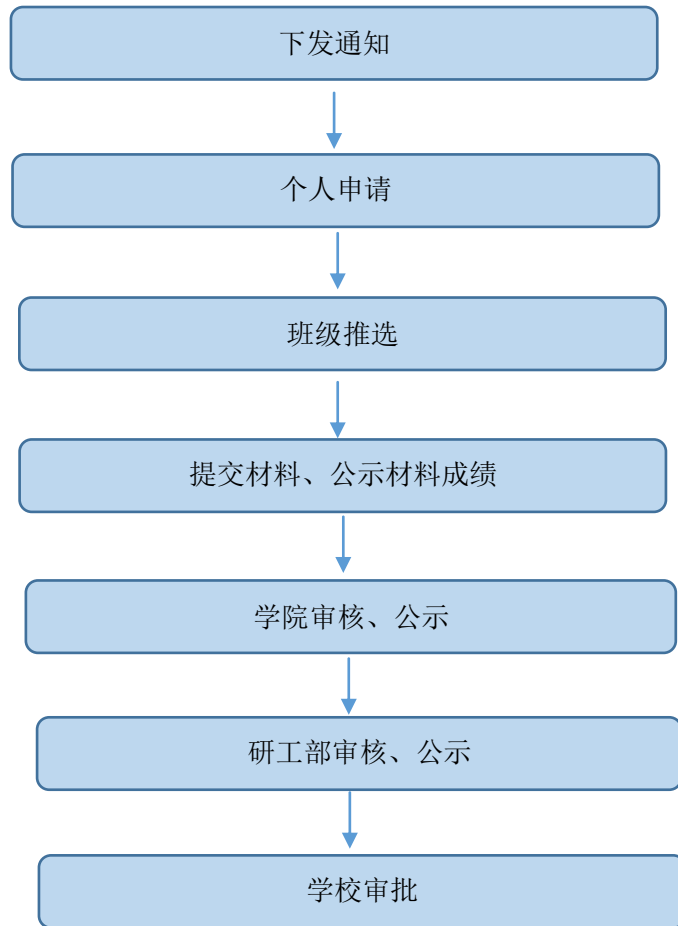 下发通知
个人申请
班级推选
提交材料、公示材料成绩
学院审核、公示
研工部审核、公示
学校审批